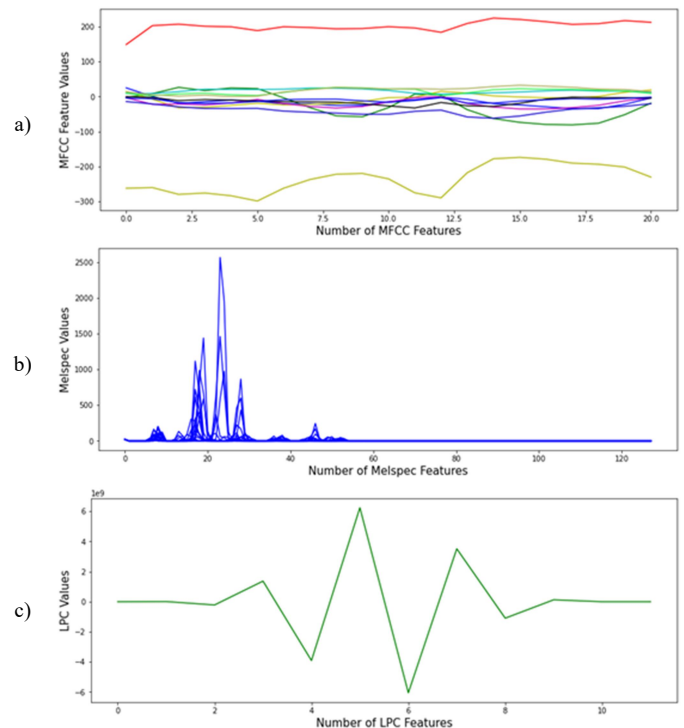 a)
MFCC Feature Values
200
100
0
−100
−200
−300
0.0 2.5 5.0 7.5 10.0 12.5 15.0 17.5 20.0
Number of MFCC Features
b)
Melspec Values
2500
2000
1500
1000
500
0
0 20 40 60 80 100 120
Number of Melspec Features
c)
LPC Values
1e9
6
4
2
0
−2
−4
−6
0 2 4 6 8 10
Number of LPC Features